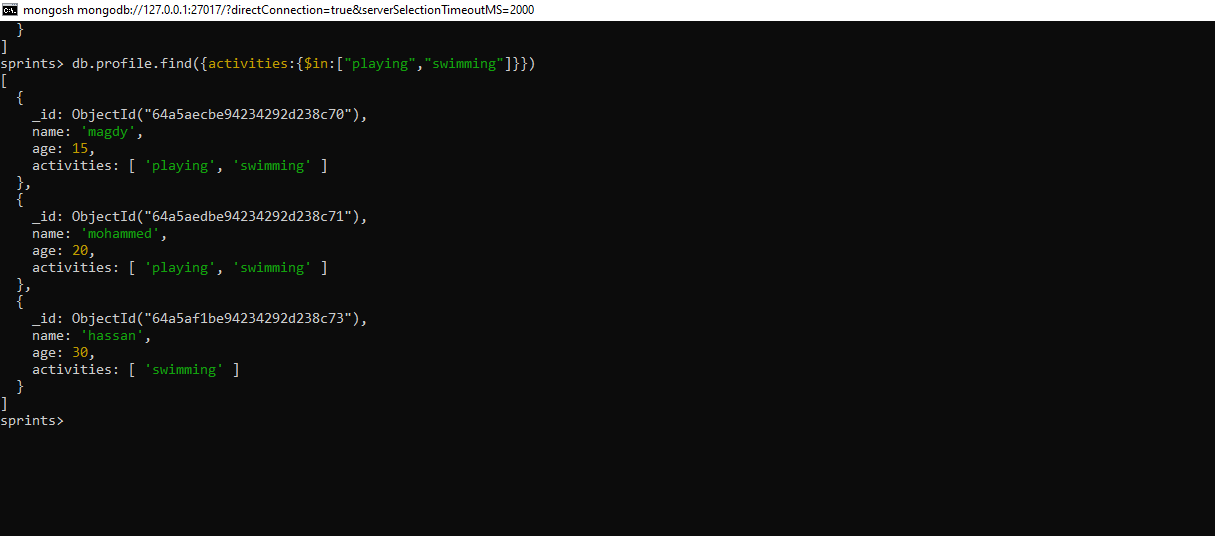 mongosh mongodb://127.0.0.1:27017/?directConnection=true&serverSelectionTimeoutMS=2000
  }
]
sprints> db.profile.find({activities:{$in:["playing","swimming"]}})
[
  {
    _id: ObjectId("64a5aecbe94234292d238c70"),
    name: 'magdy',
    age: 15,
    activities: [ 'playing', 'swimming' ]
  },
  {
    _id: ObjectId("64a5aedbe94234292d238c71"),
    name: 'mohammed',
    age: 20,
    activities: [ 'playing', 'swimming' ]
  },
  {
    _id: ObjectId("64a5af1be94234292d238c73"),
    name: 'hassan',
    age: 30,
    activities: [ 'swimming' ]
  }
]
sprints>